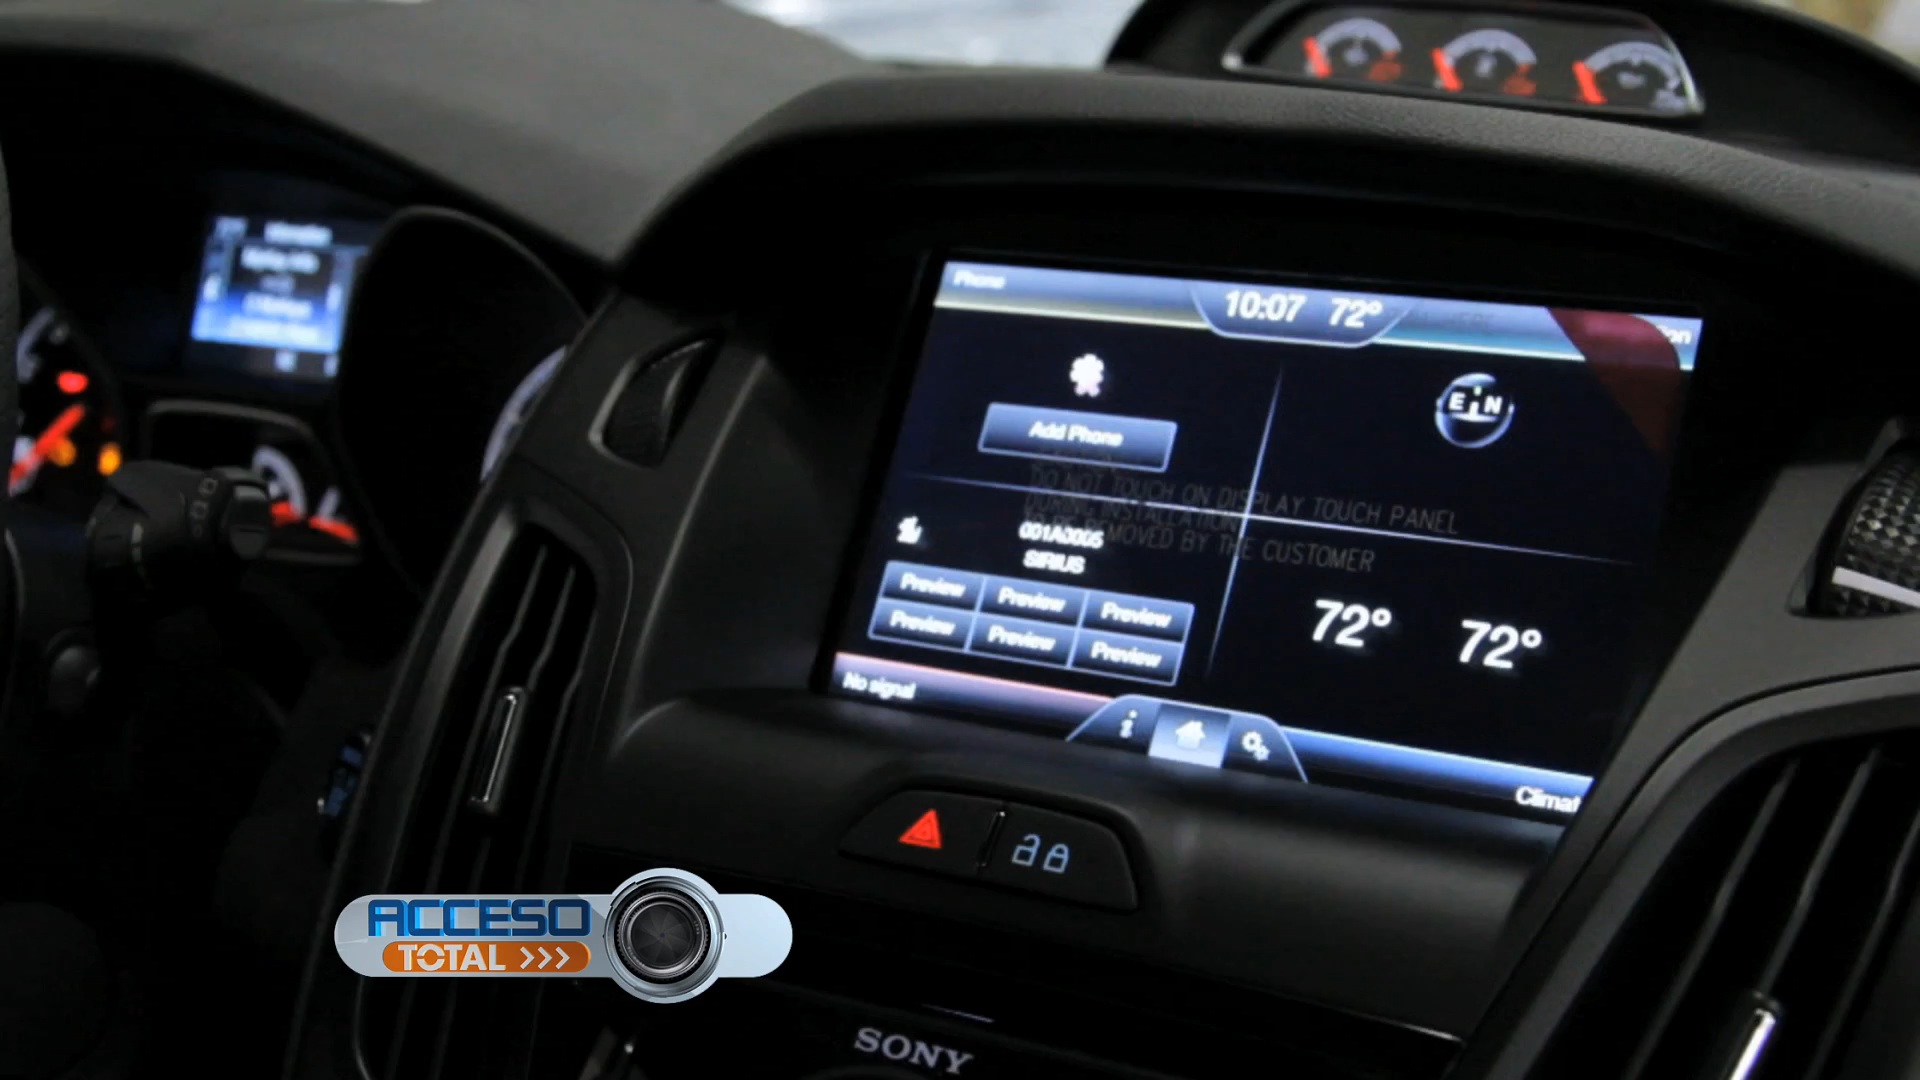 Phone
10:07 72°
Add Phone
DO NOT TOUCH ON DISPLAY TOUCH PANEL
DURING INSTALLATION
MOVED BY THE CUSTOMER
001A0005
SIRIUS
Preview Preview Preview
Preview Preview Preview
72° 72°
No signal
i
Climat
ACCESO
TOTAL >>>
SONY